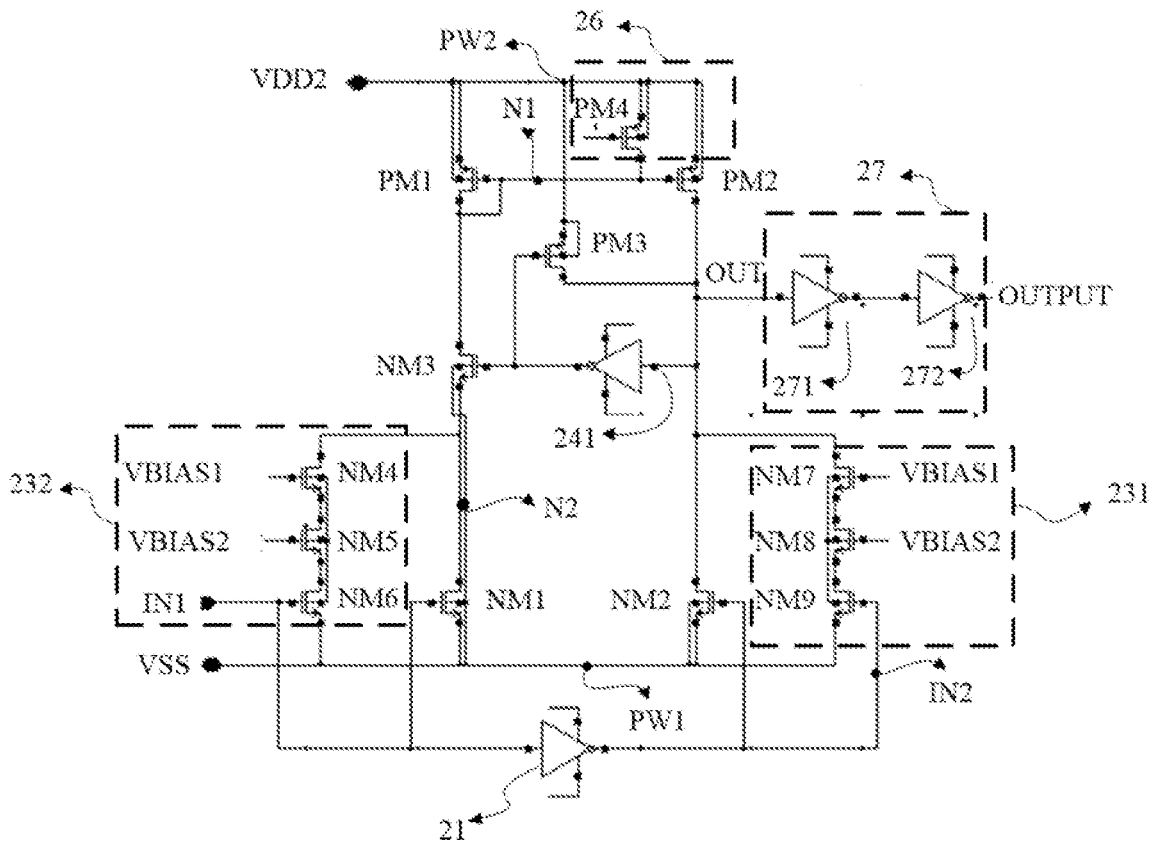 26
PW2
VDD2
N1
PM4
PM1
PM2
27
PM3
OUT
OUTPUT
NM3
271
272
241
232
VBIAS1
NM4
NM7
VBIAS1
231
N2
VBIAS2
NM5
NM8
VBIAS2
IN1
NM6
NM1
NM2
NM9
VSS
IN2
PW1
21